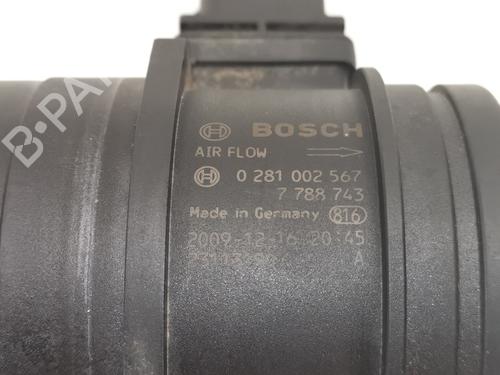 B-PARTS
BOSCH
AIR FLOW
0 281 002 567
7 788 743
Made in Germany 816
2009-12-16 20:45
A